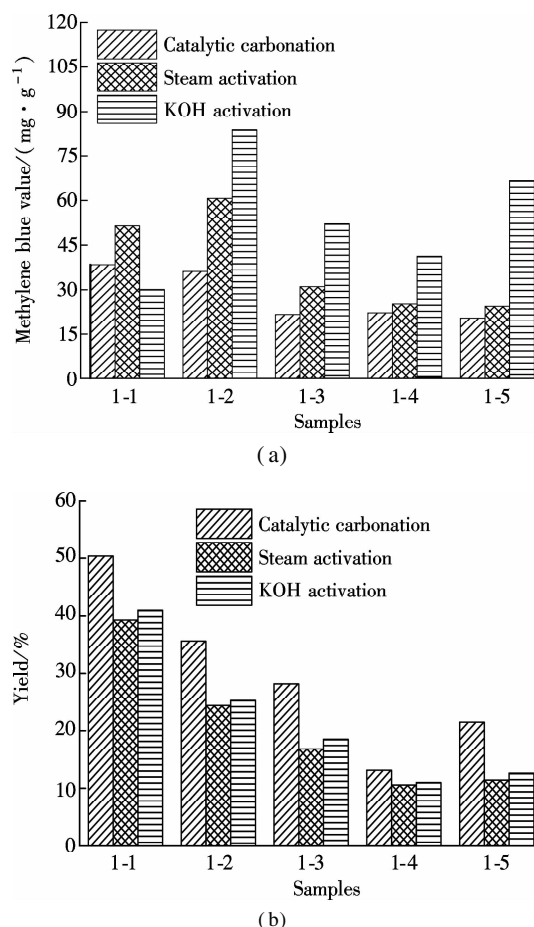 120
105
90
75
60
45
30
15
0
Methylene blue value/(mg·g⁻¹)
Catalytic carbonation
Steam activation
KOH activation
1-1 1-2 1-3 1-4 1-5
Samples
(a)
60
50
40
30
20
10
0
Yield/%
Catalytic carbonation
Steam activation
KOH activation
1-1 1-2 1-3 1-4 1-5
Samples
(b)